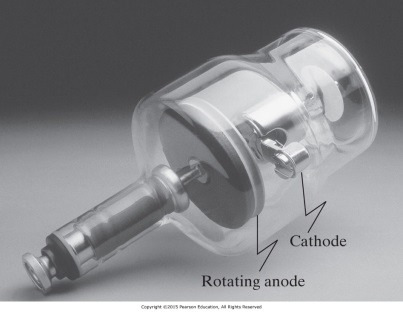 Cathode
Rotating anode
Copyright ©2015 Pearson Education, All Rights Reserved